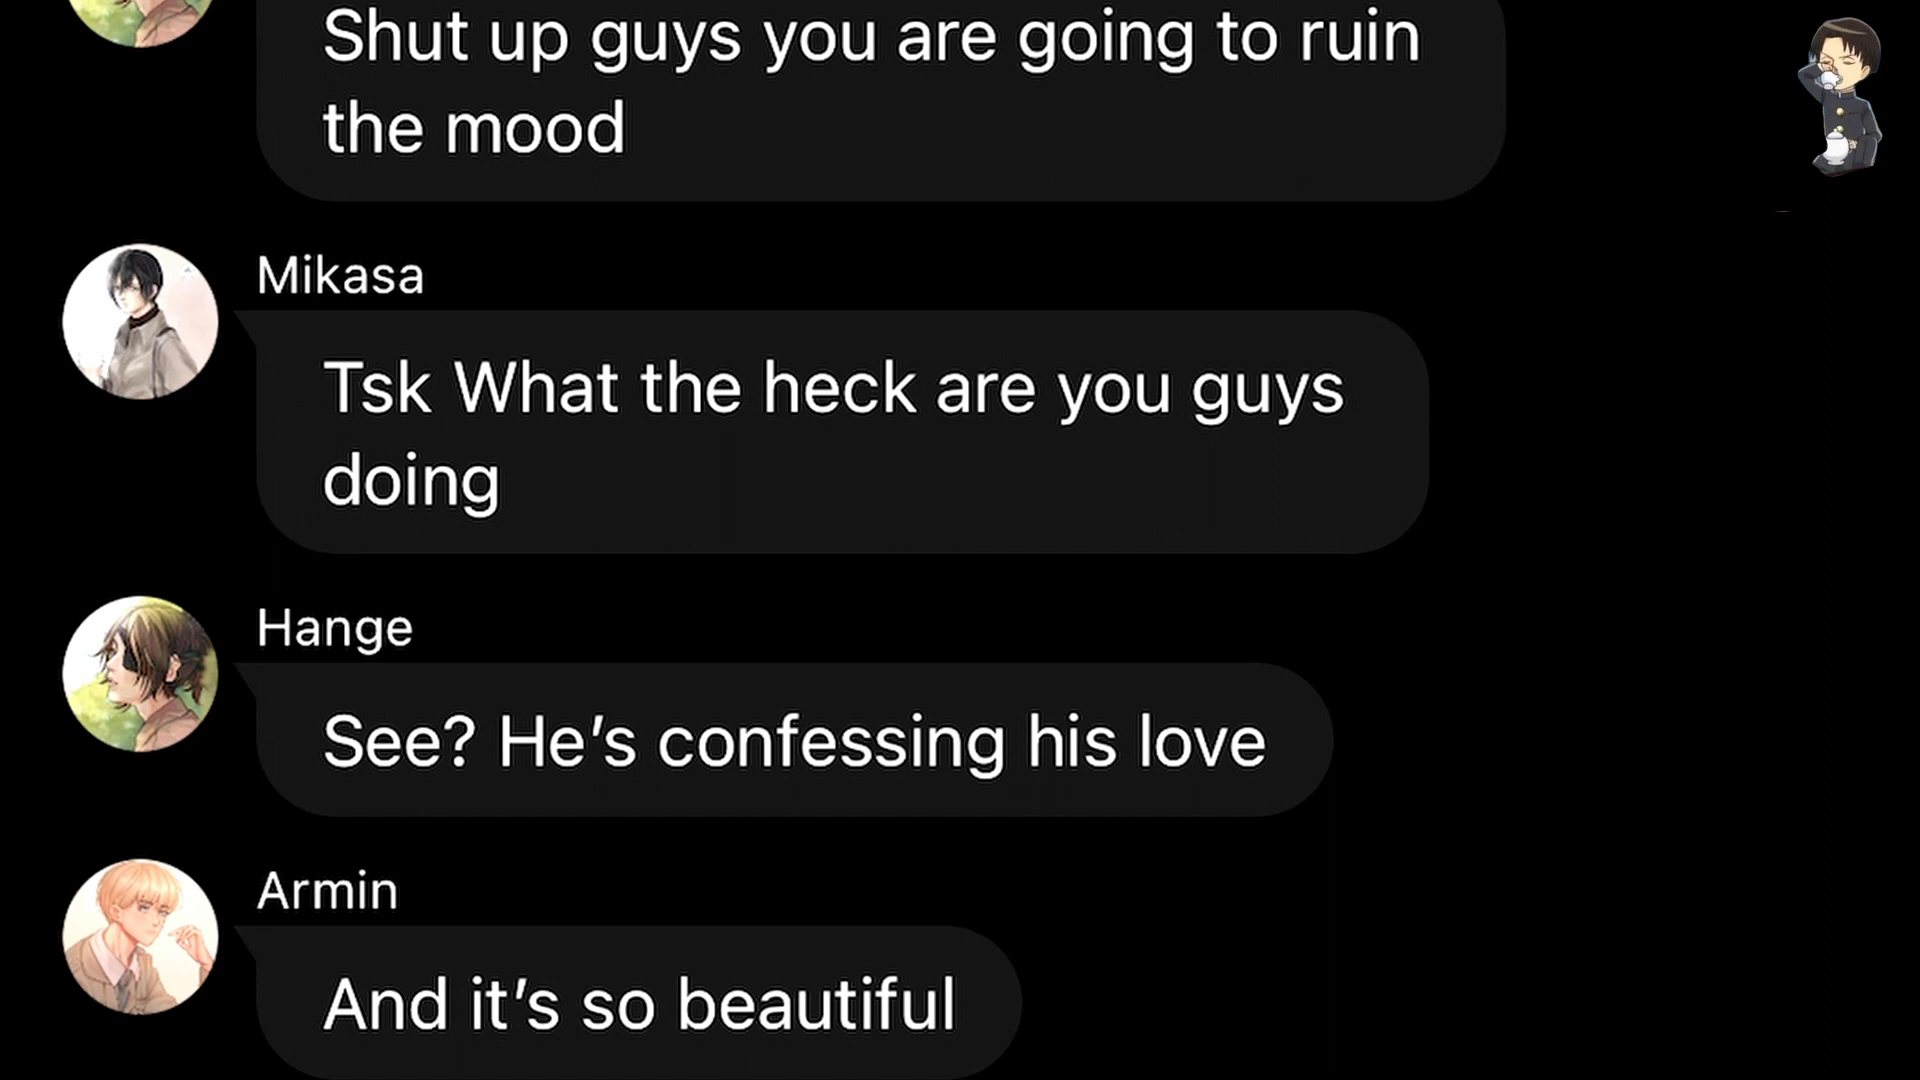 Shut up guys you are going to ruin
the mood
Mikasa
Tsk What the heck are you guys
doing
Hange
See? He’s confessing his love
Armin
And it’s so beautiful